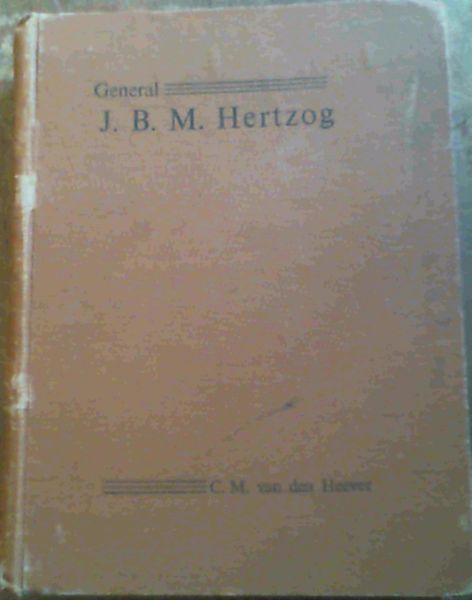 General
J. B. M. Hertzog
C. M. van den Heever